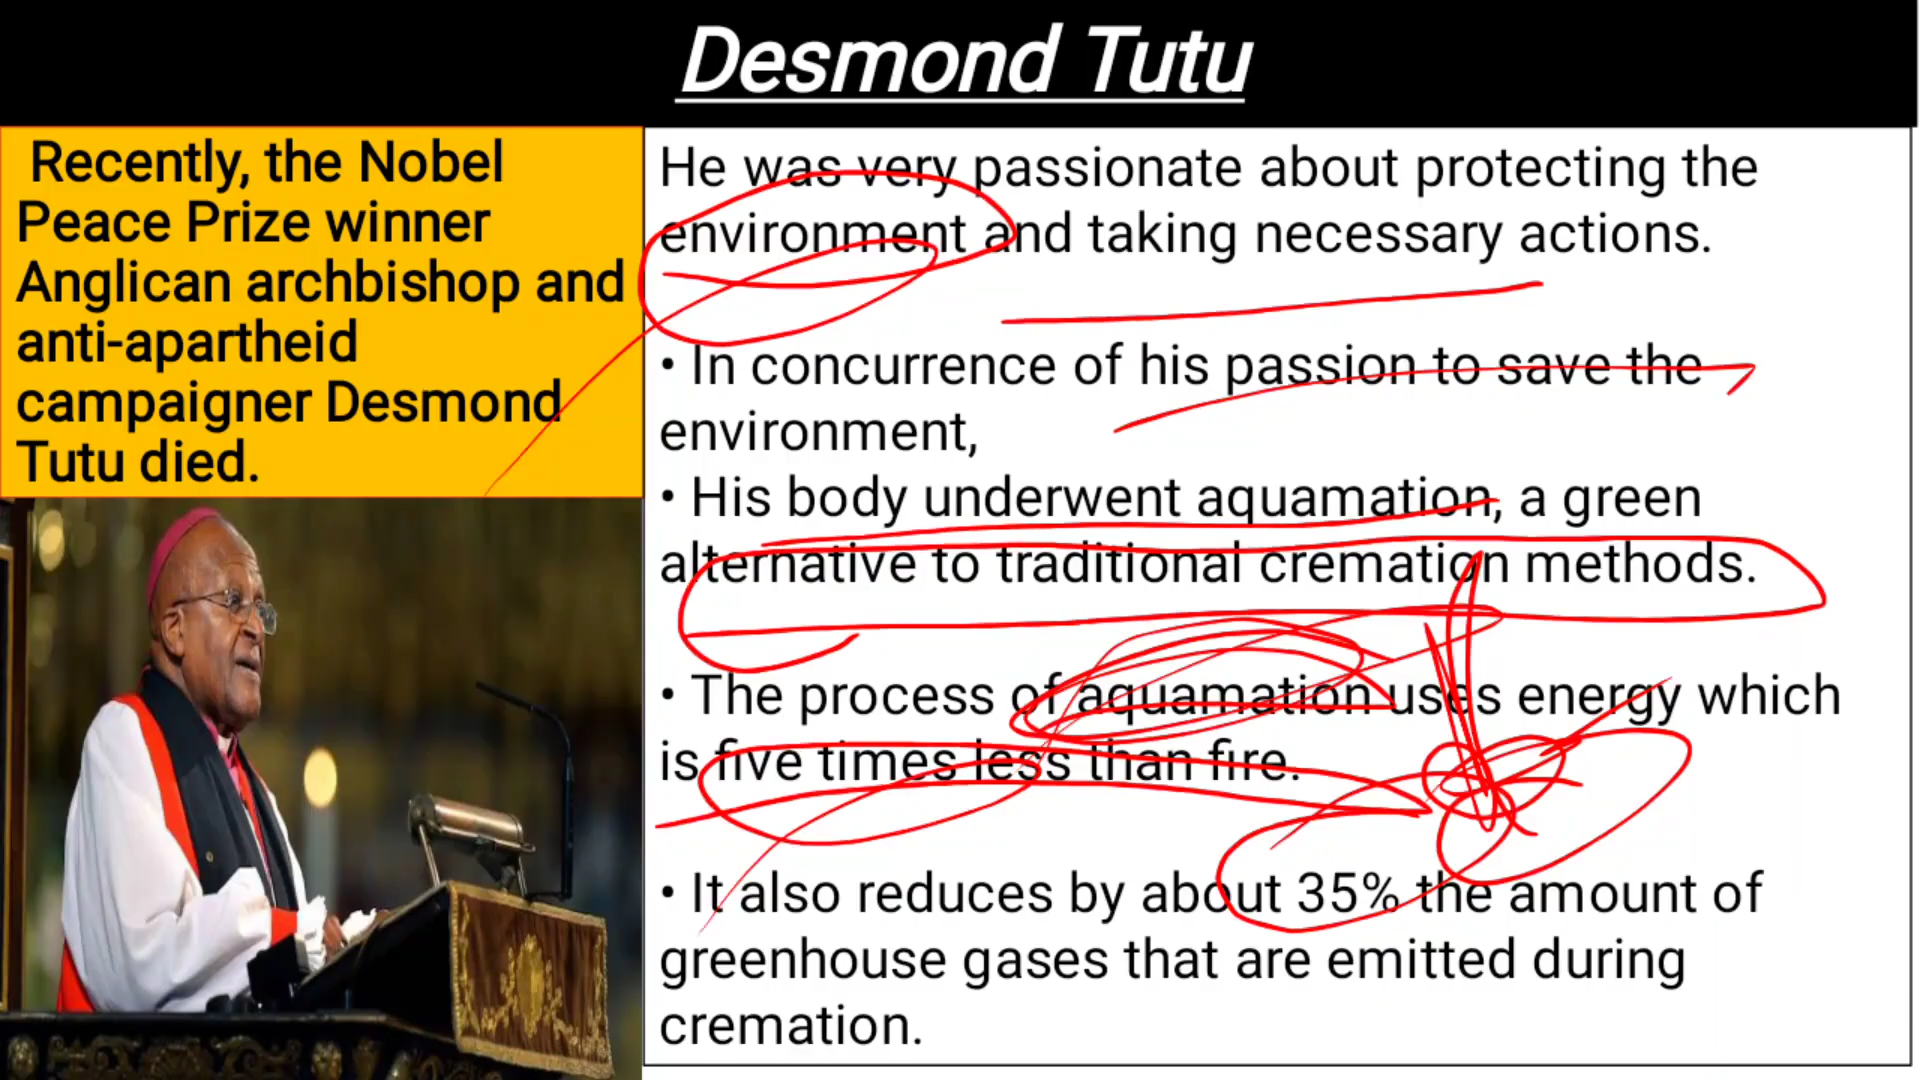 Desmond Tutu
Recently, the Nobel
Peace Prize winner
Anglican archbishop and
anti-apartheid
campaigner Desmond
Tutu died.
He was very passionate about protecting the
environment and taking necessary actions.
• In concurrence of his passion to save the
environment,
• His body underwent aquamation, a green
alternative to traditional cremation methods.
• The process of aquamation uses energy which
is five times less than fire.
• It also reduces by about 35% the amount of
greenhouse gases that are emitted during
cremation.